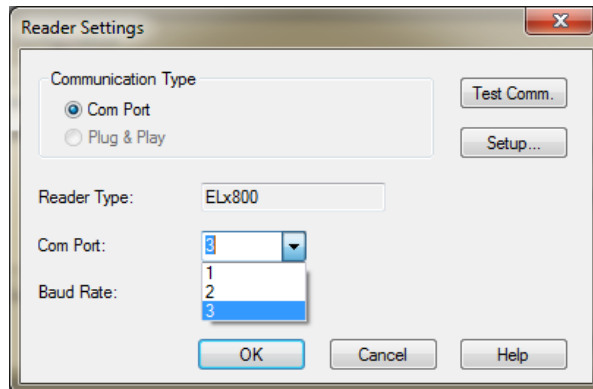 Reader Settings
Communication Type
Com Port
Plug & Play
Test Comm.
Setup...
Reader Type: ELx800
Com Port: 3
1
2
3
Baud Rate:
OK Cancel Help